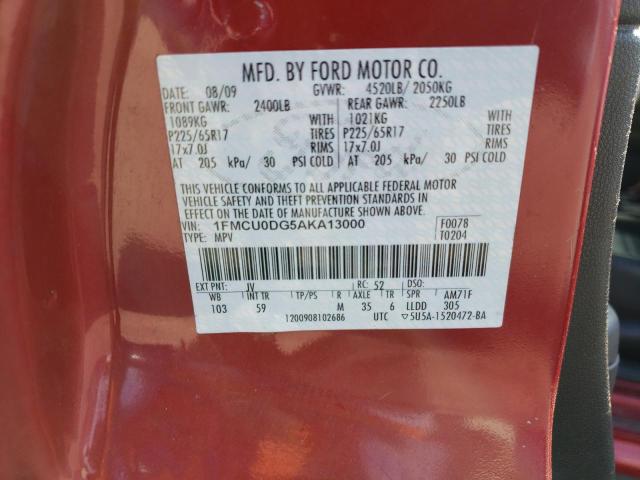 MFD. BY FORD MOTOR CO.
DATE: 08/09 GVWR: 4520LB/ 2050KG
FRONT GAWR: 2400LB REAR GAWR: 2250LB
1089KG WITH 1021KG WITH
P225/65R17 TIRES P225/65R17 TIRES
17x7.0J RIMS 17x7.0J RIMS
AT 205 kPa/ 30 PSI COLD AT 205 kPa/ 30 PSI COLD
THIS VEHICLE CONFORMS TO ALL APPLICABLE FEDERAL MOTOR
VEHICLE SAFETY AND THEFT PREVENTION STANDARDS IN
EFFECT ON THE DATE OF MANUFACTURE SHOWN ABOVE.
VIN: 1FMCU0DG5AKA13000 F0078
TYPE: MPV T0204
EXT PNT: JV RC: 52 DSO:
WB INT TR TP/PS R AXLE TR SPR AM71F
103 59 M 35 6 LLDD 305
1200908102686 UTC ▽5U5A-1520472-BA